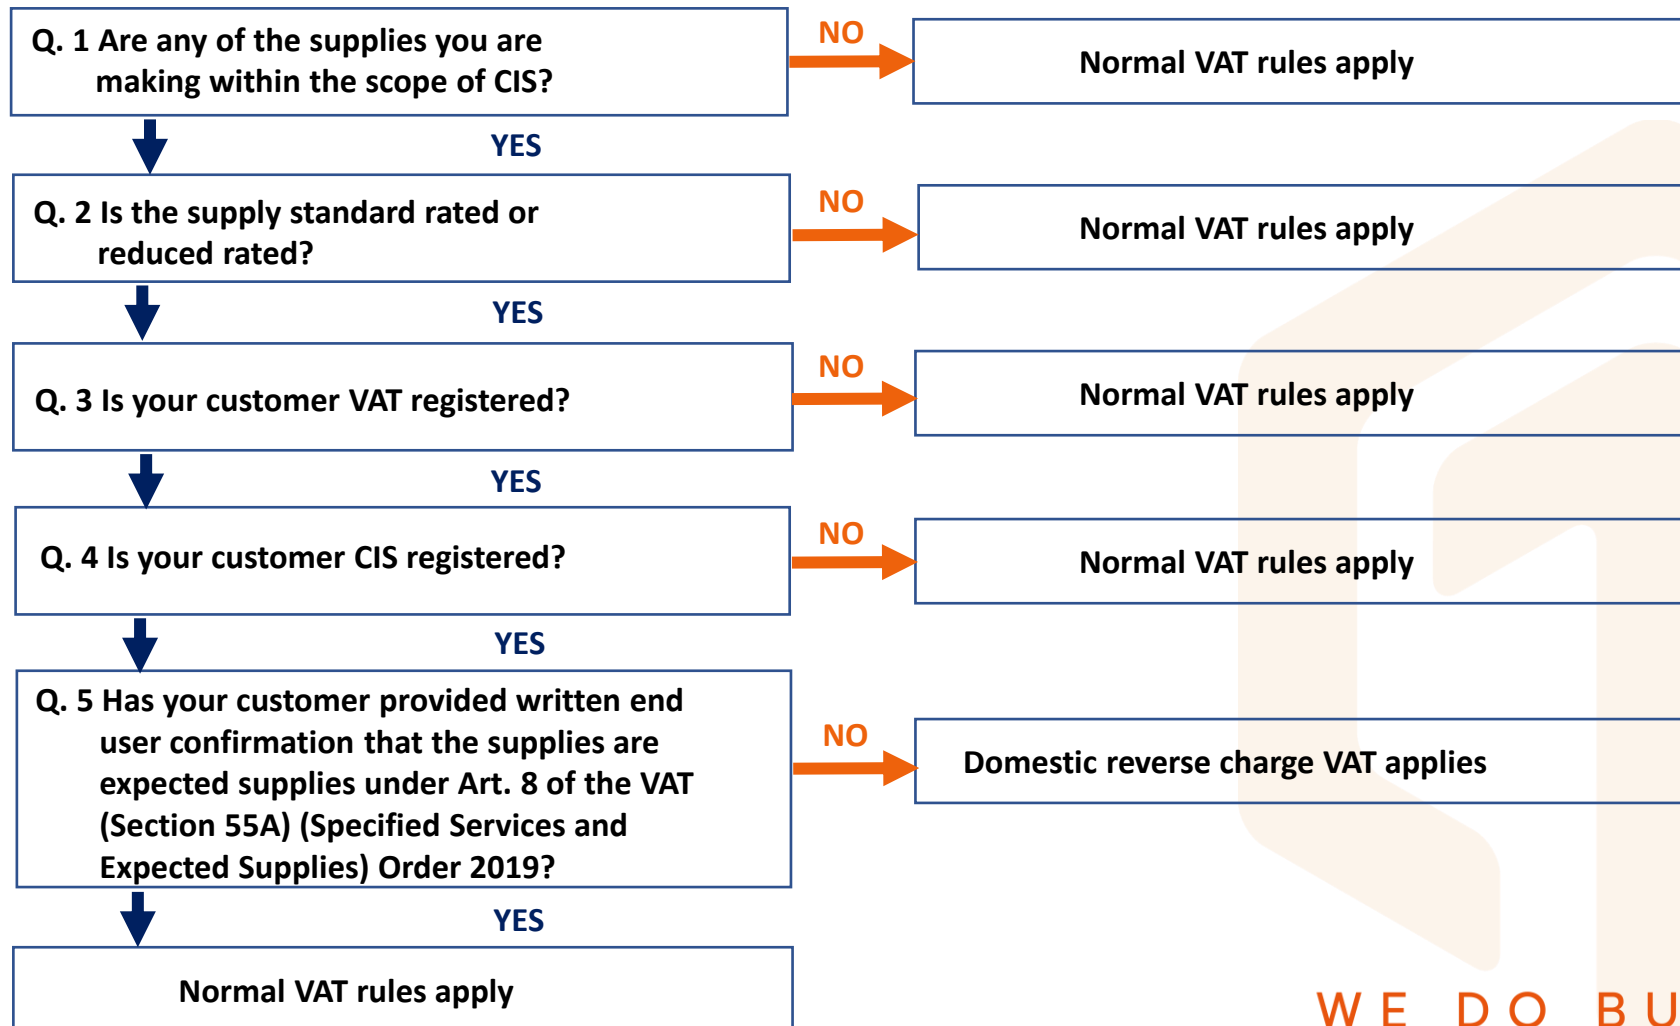 Q. 1 Are any of the supplies you are
making within the scope of CIS?
NO
Normal VAT rules apply
YES
Q. 2 Is the supply standard rated or
reduced rated?
NO
Normal VAT rules apply
YES
Q. 3 Is your customer VAT registered?
NO
Normal VAT rules apply
YES
Q. 4 Is your customer CIS registered?
NO
Normal VAT rules apply
YES
Q. 5 Has your customer provided written end
user confirmation that the supplies are
expected supplies under Art. 8 of the VAT
(Section 55A) (Specified Services and
Expected Supplies) Order 2019?
NO
Domestic reverse charge VAT applies
YES
Normal VAT rules apply
WE DO BU